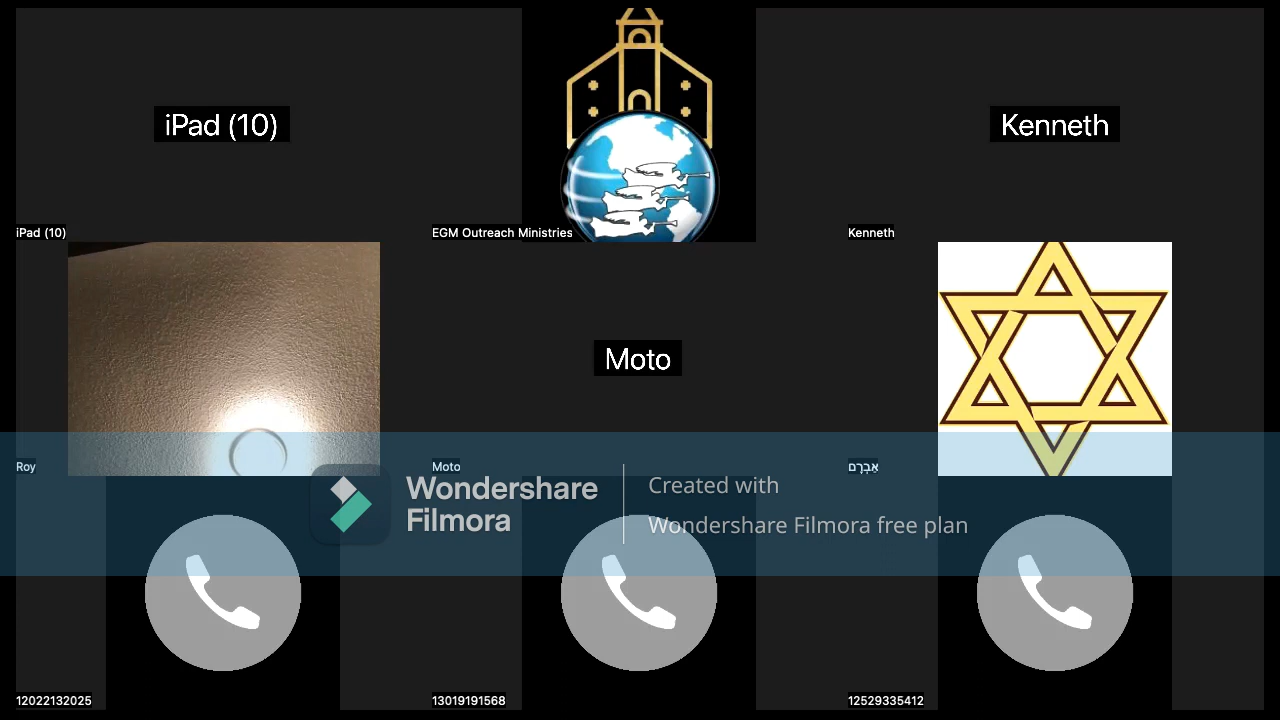 iPad (10)
Kenneth
iPad (10)
EGM Outreach Ministries
Kenneth
Moto
Roy
Moto
אַבְרָם
Wondershare
Filmora
Created with
Wondershare Filmora free plan
12022132025
13019191568
12529335412